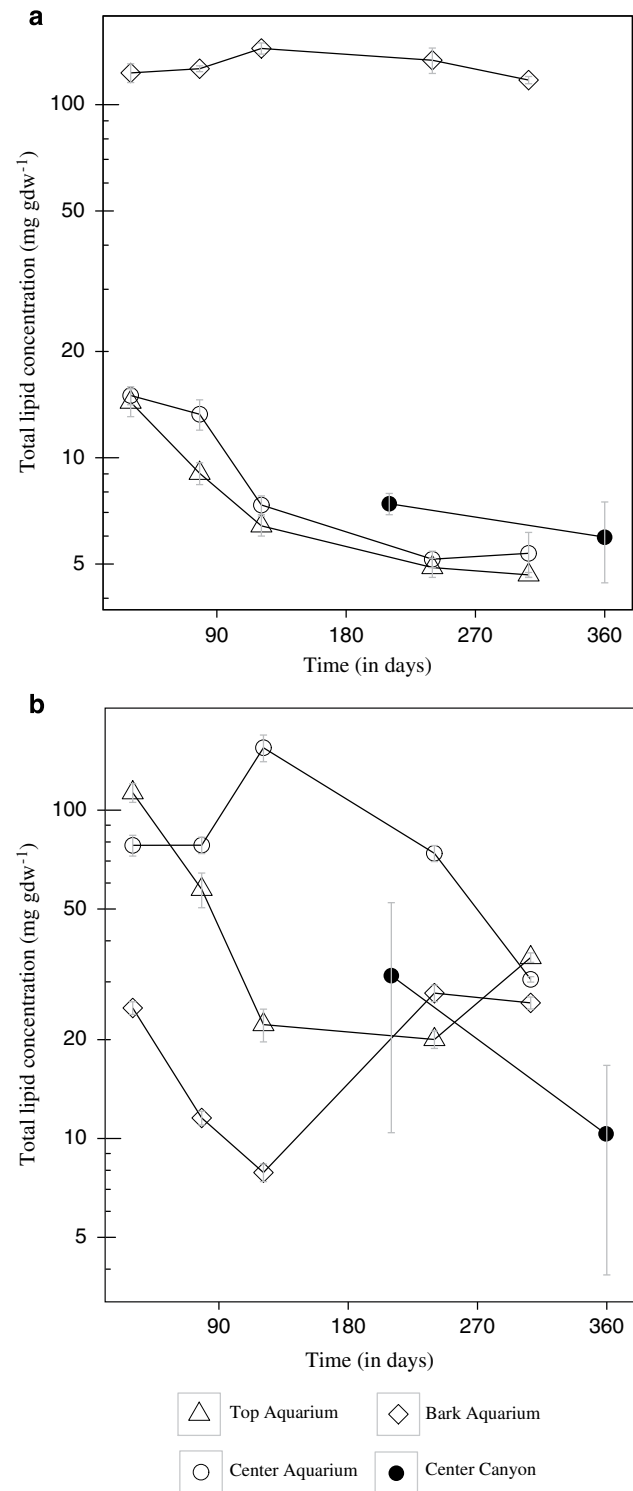 a
Total lipid concentration (mg gdw-1)
100
50
20
10
5
90 180 270 360
Time (in days)
b
Total lipid concentration (mg gdw-1)
100
50
20
10
5
90 180 270 360
Time (in days)
Top Aquarium Bark Aquarium
Center Aquarium Center Canyon